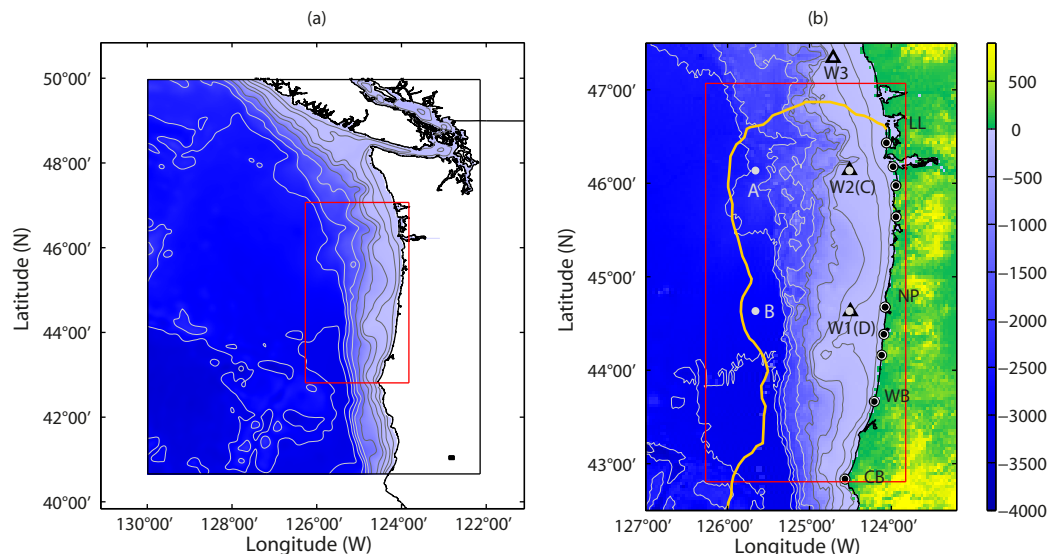 (a)
50°00′
48°00′
46°00′
44°00′
42°00′
40°00′
Latitude (N)
130°00′
128°00′
126°00′
124°00′
122°00′
Longitude (W)
(b)
47°00′
46°00′
45°00′
44°00′
43°00′
Latitude (N)
127°00′
126°00′
125°00′
124°00′
Longitude (W)
W3
LL
A
W2(C)
NP
B
W1(D)
WB
CB
500
0
−500
−1000
−1500
−2000
−2500
−3000
−3500
−4000